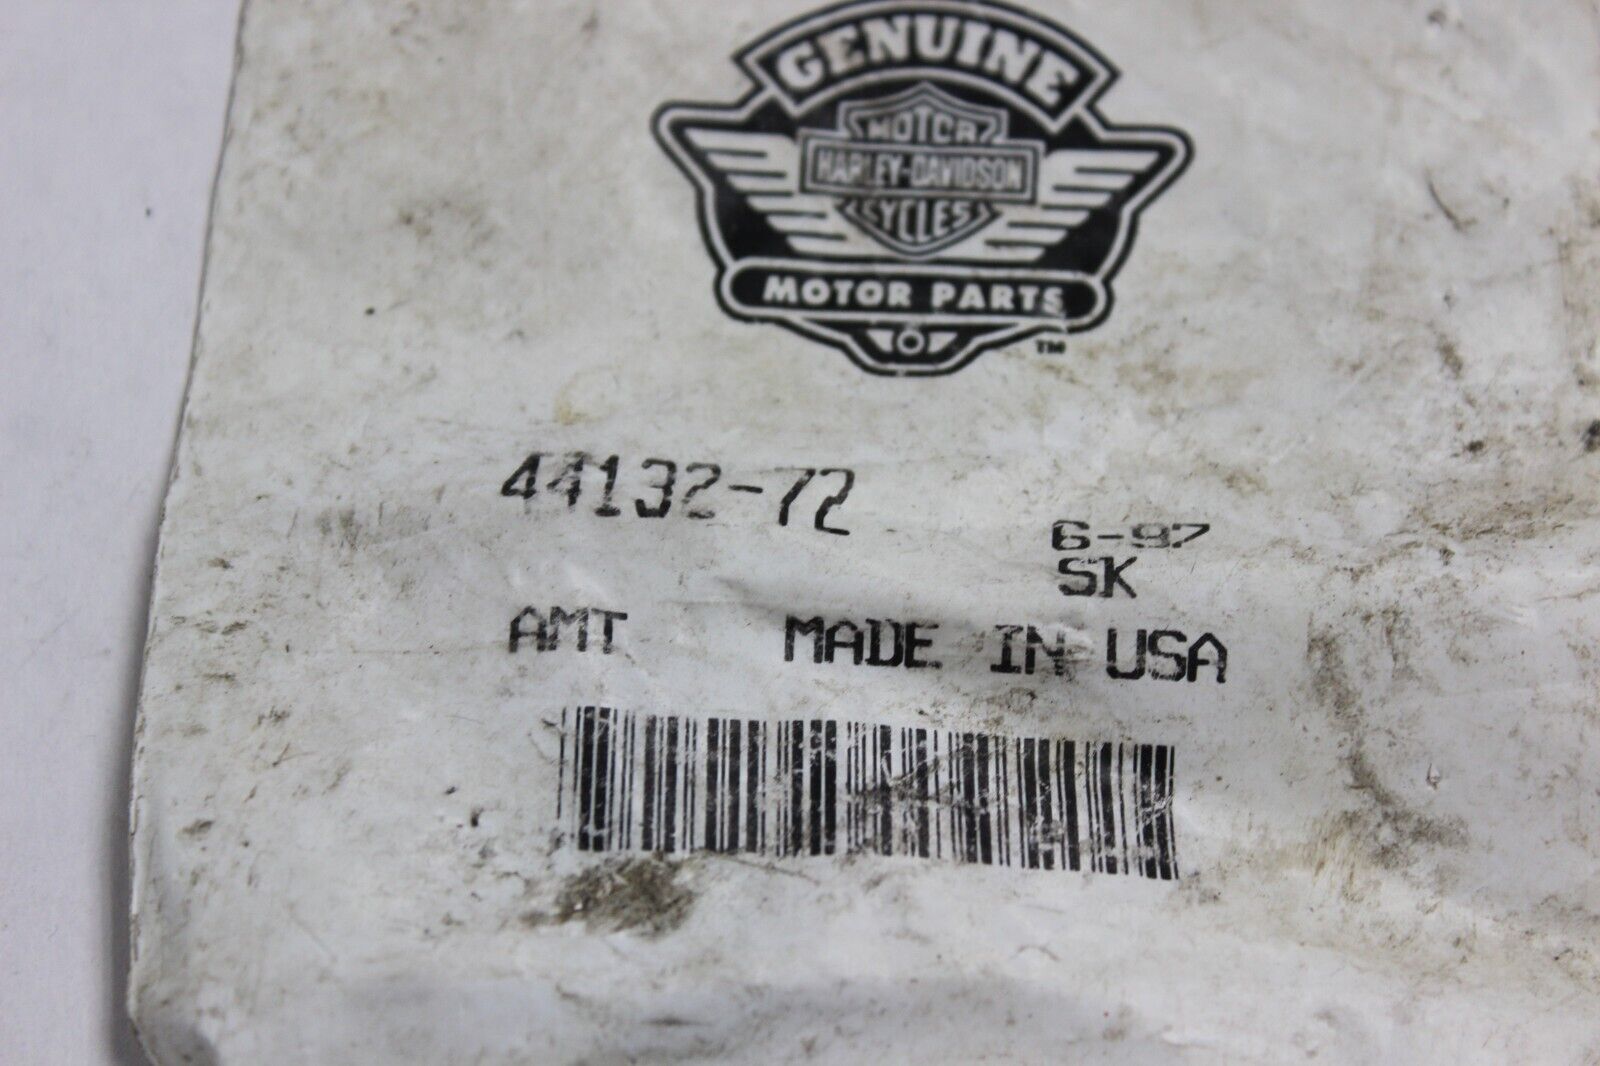 GENUINE
MOTOR
HARLEY-DAVIDSON
CYCLES
MOTOR PARTS
TM
44132-72
6-97
SK
AMT MADE IN USA